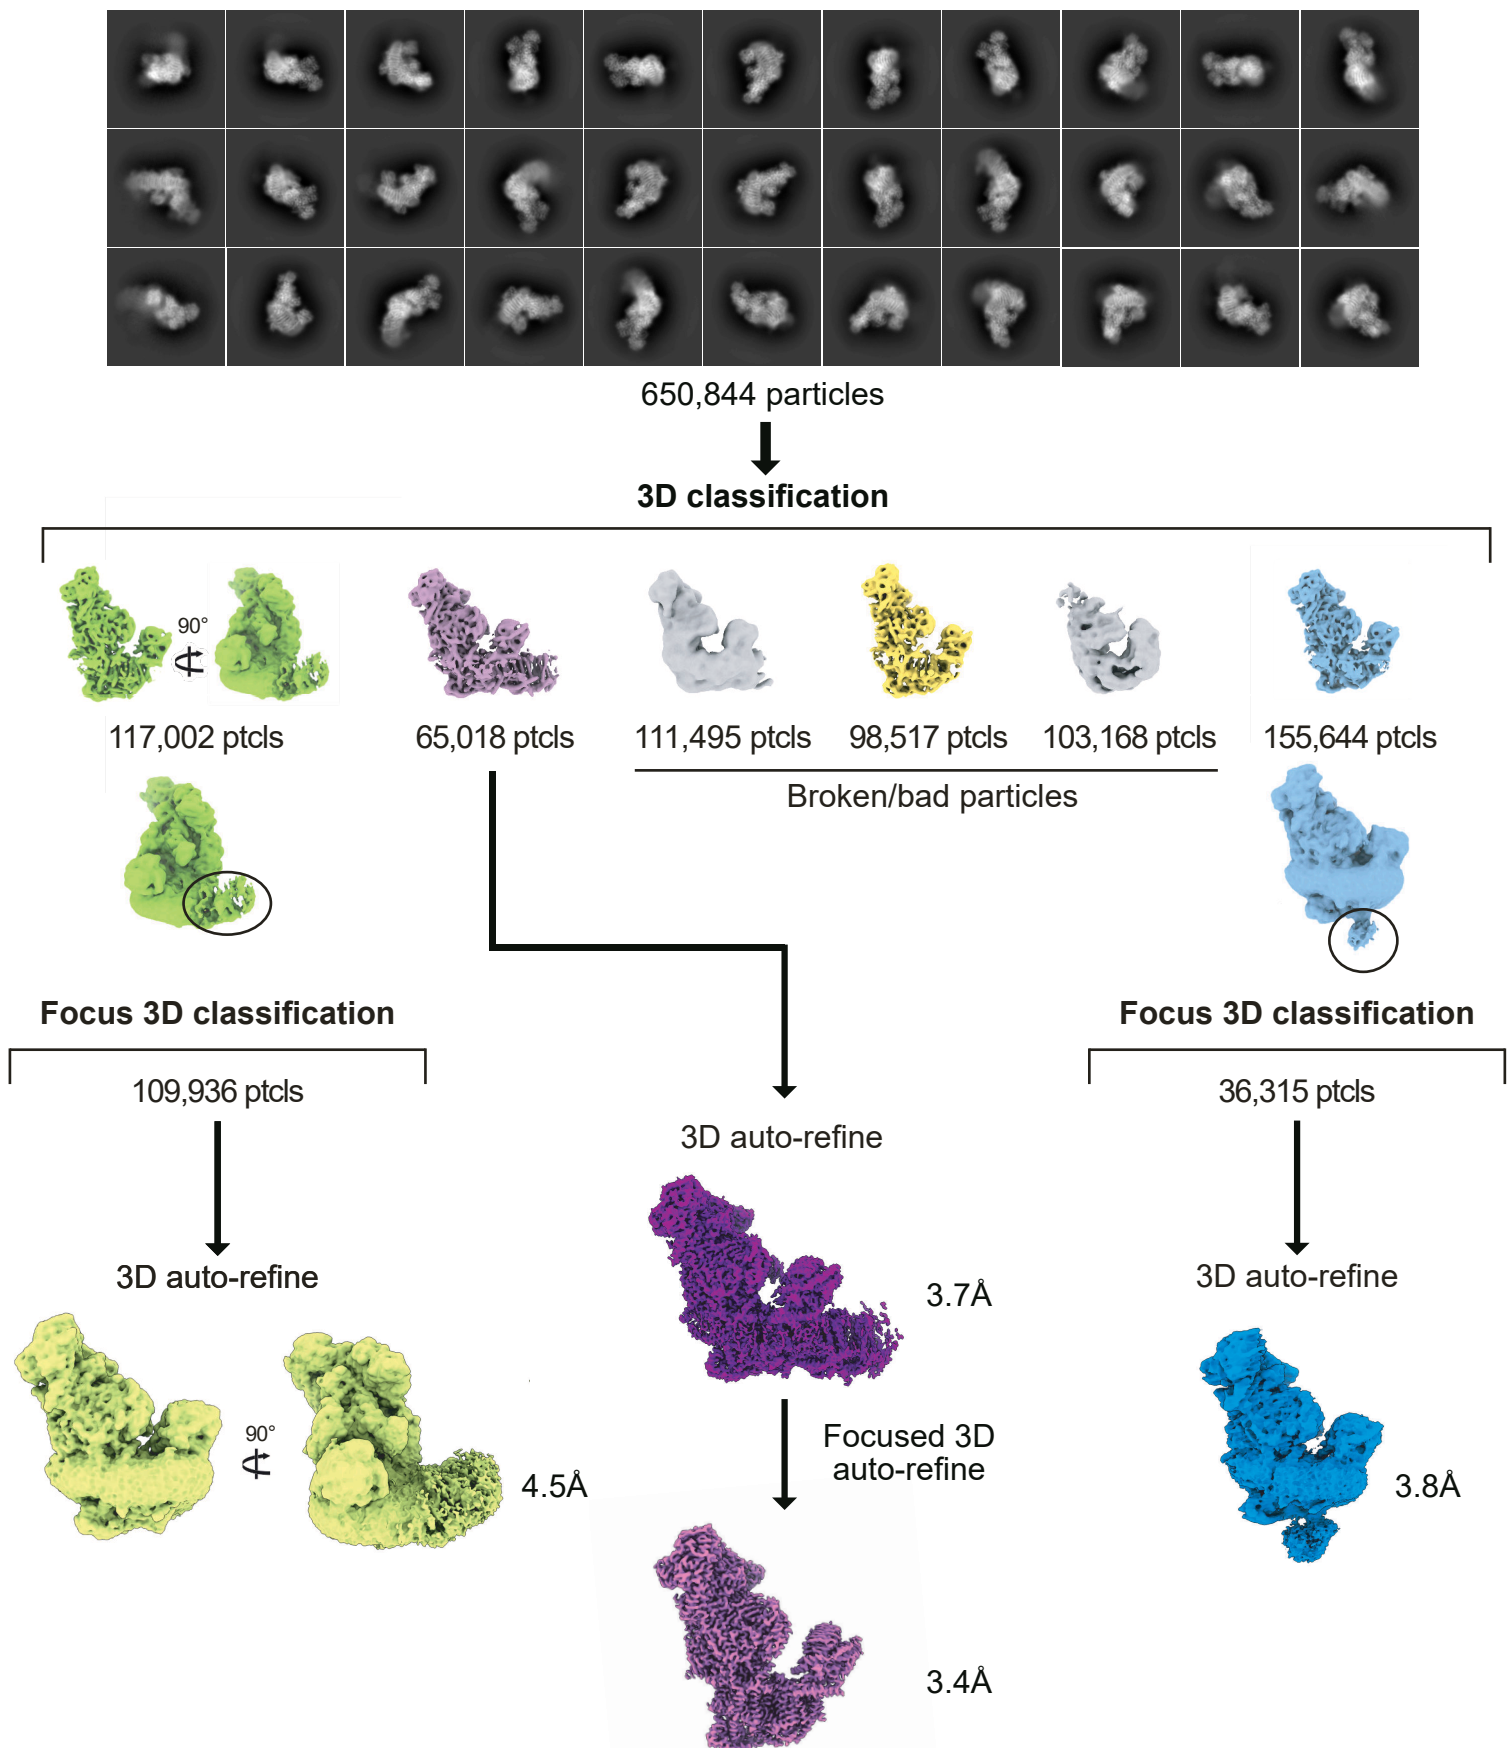 650,844 particles
3D classification
90°
117,002 ptcls
65,018 ptcls
111,495 ptcls
98,517 ptcls
103,168 ptcls
155,644 ptcls
Broken/bad particles
Focus 3D classification
Focus 3D classification
109,936 ptcls
36,315 ptcls
3D auto-refine
3D auto-refine
3D auto-refine
3.7Å
90°
4.5Å
Focused 3D
auto-refine
3.8Å
3.4Å